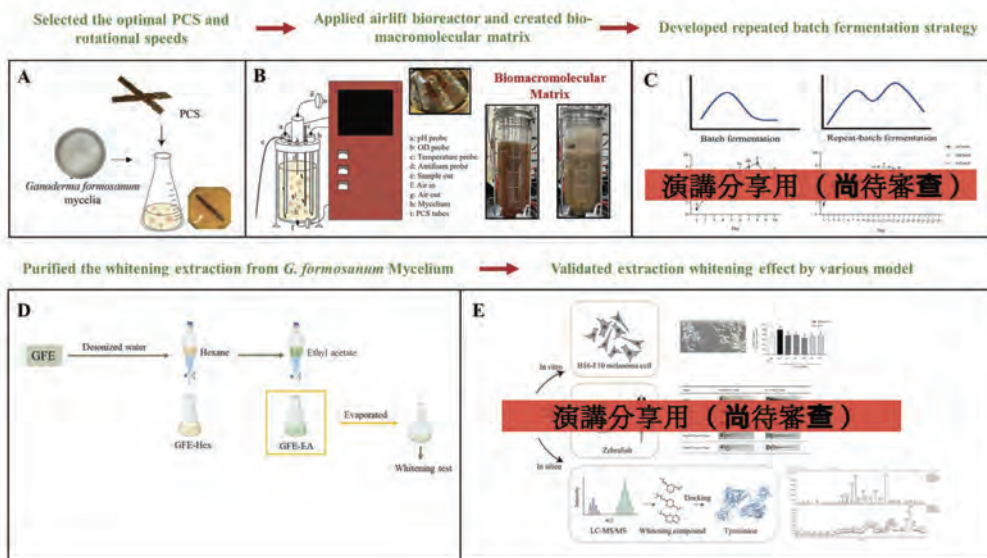 Selected the optimal PCS and
rotational speeds
Applied airlift bioreactor and created bio-
macromolecular matrix
Developed repeated batch fermentation strategy
A
PCS
Ganoderma formosanum
mycelia
B
a: pH probe
b: OD probe
c: Temperature probe
d: Antifoam probe
e: Sample out
f: Air in
g: Air out
h: Mycelium
i: PCS tubes
Biomacromolecular
Matrix
C
Batch fermentation
Repeat-batch fermentation
演講分享用（尚待審查）
Day
Purified the whitening extraction from G. formosanum Mycelium
Validated extraction whitening effect by various model
D
GFE
Deionized water
Hexane
Ethyl acetate
GFE-Hex
GFE-EA
Evaporated
Whitening test
E
In vitro
B16-F10 melanoma cell
演講分享用（尚待審查）
Zebrafish
In silico
LC-MS/MS
Whitening compound
Docking
Tyrosinase